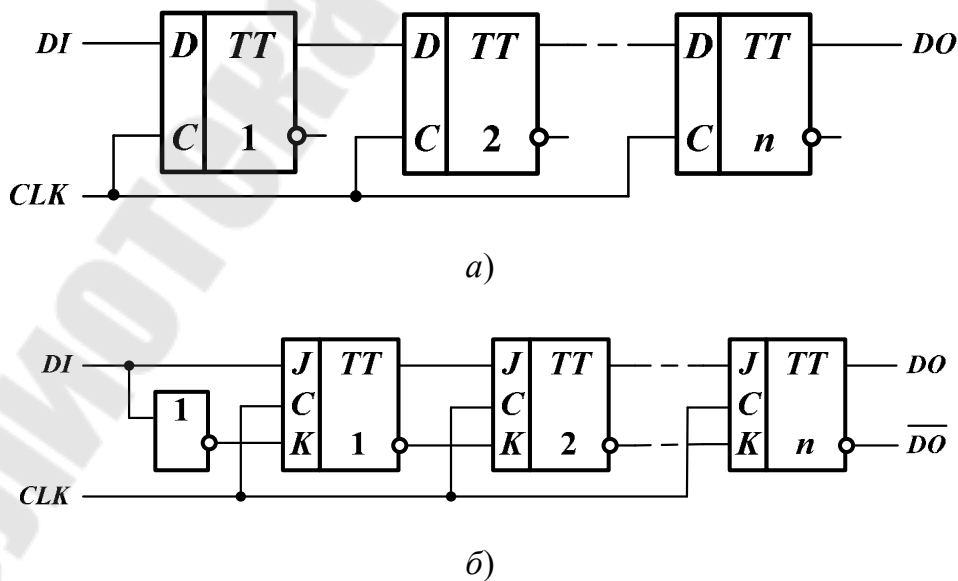 DI D TT D TT D TT DO
C 1 C 2 C n
CLK
а)
DI J TT J TT J TT DO
1 C C C
K 1 K 2 K n DO
CLK
б)